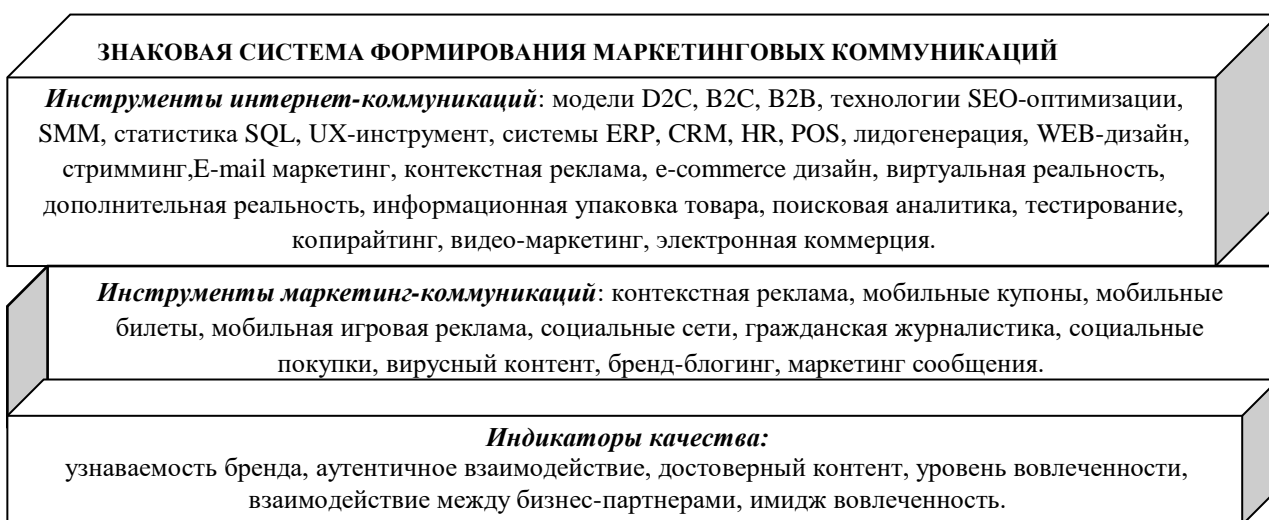 ЗНАКОВАЯ СИСТЕМА ФОРМИРОВАНИЯ МАРКЕТИНГОВЫХ КОММУНИКАЦИЙ
Инструменты интернет-коммуникаций: модели D2C, B2C, B2B, технологии SEO-оптимизации,
SMM, статистика SQL, UX-инструмент, системы ERP, CRM, HR, POS, лидогенерация, WEB-дизайн,
стримминг,E-mail маркетинг, контекстная реклама, e-commerce дизайн, виртуальная реальность,
дополнительная реальность, информационная упаковка товара, поисковая аналитика, тестирование,
копирайтинг, видео-маркетинг, электронная коммерция.
Инструменты маркетинг-коммуникаций: контекстная реклама, мобильные купоны, мобильные
билеты, мобильная игровая реклама, социальные сети, гражданская журналистика, социальные
покупки, вирусный контент, бренд-блогинг, маркетинг сообщения.
Индикаторы качества:
узнаваемость бренда, аутентичное взаимодействие, достоверный контент, уровень вовлеченности,
взаимодействие между бизнес-партнерами, имидж вовлеченность.